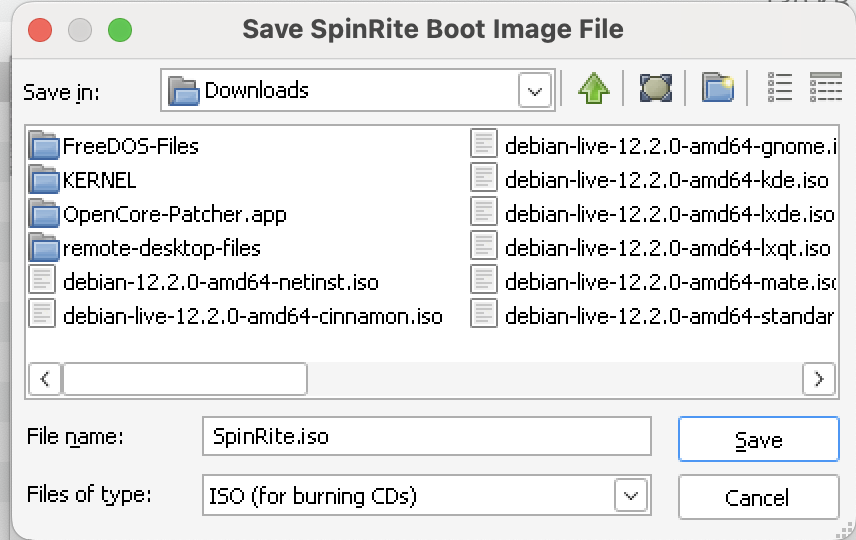 Save SpinRite Boot Image File
Save in:
Downloads
FreeDOS-Files
KERNEL
OpenCore-Patcher.app
remote-desktop-files
debian-12.2.0-amd64-netinst.iso
debian-live-12.2.0-amd64-cinnamon.iso
debian-live-12.2.0-amd64-gnome.i
debian-live-12.2.0-amd64-kde.iso
debian-live-12.2.0-amd64-lxde.iso
debian-live-12.2.0-amd64-lxqt.iso
debian-live-12.2.0-amd64-mate.iso
debian-live-12.2.0-amd64-standar
File name:
SpinRite.iso
Save
Files of type:
ISO (for burning CDs)
Cancel